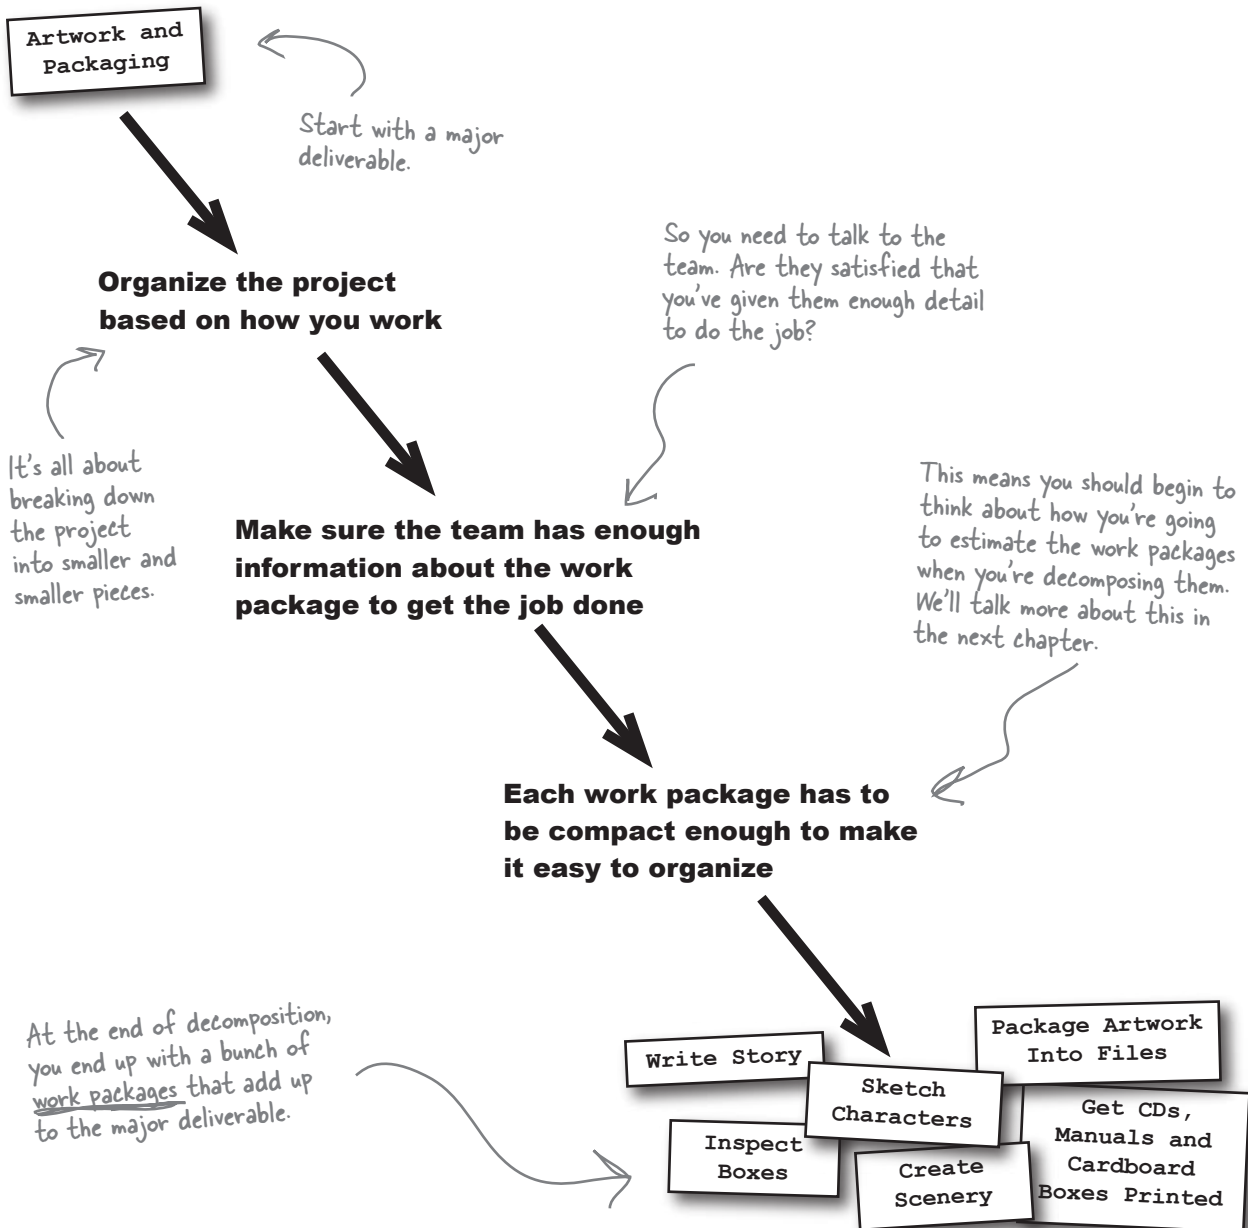 Artwork and
Packaging
Start with a major
deliverable.
Organize the project
based on how you work
So you need to talk to the
team. Are they satisfied that
you've given them enough detail
to do the job?
It's all about
breaking down
the project
into smaller and
smaller pieces.
Make sure the team has enough
information about the work
package to get the job done
This means you should begin to
think about how you're going
to estimate the work packages
when you're decomposing them.
We'll talk more about this in
the next chapter.
Each work package has to
be compact enough to make
it easy to organize
At the end of decomposition,
you end up with a bunch of
work packages that add up
to the major deliverable.
Write Story
Sketch
Characters
Package Artwork
Into Files
Inspect
Boxes
Create
Scenery
Get CDs,
Manuals and
Cardboard
Boxes Printed